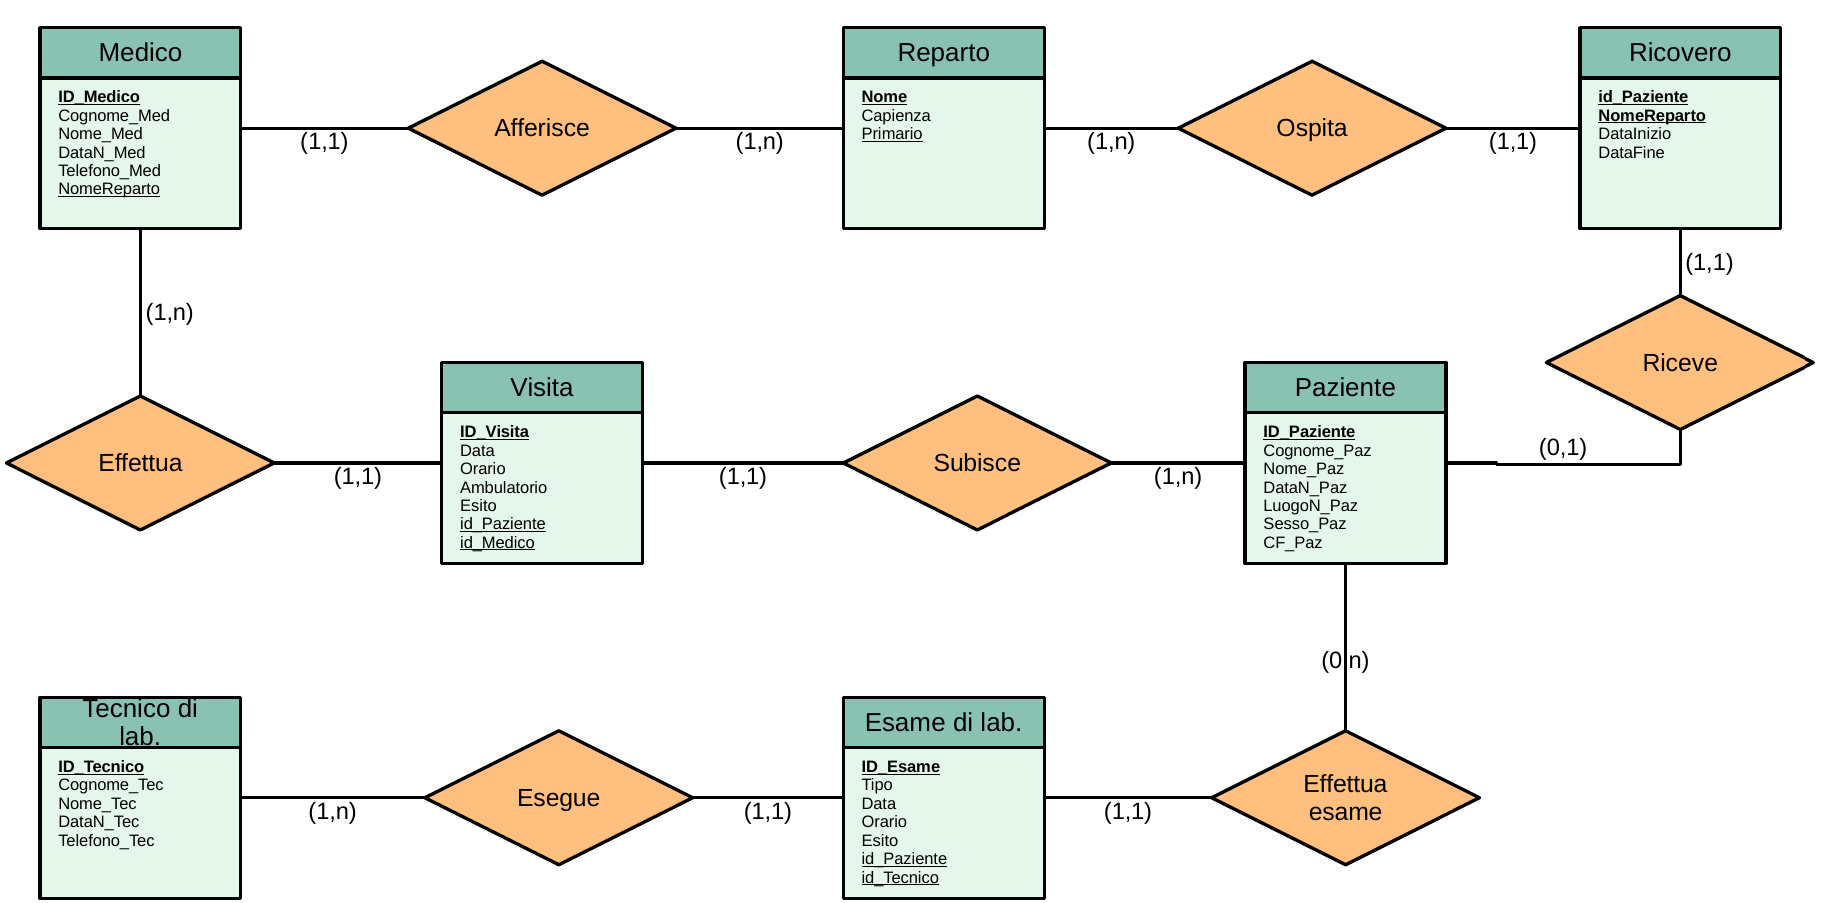 Medico
ID_Medico
Cognome_Med
Nome_Med
DataN_Med
Telefono_Med
NomeReparto
(1,1)
Afferisce
(1,n)
Reparto
Nome
Capienza
Primario
(1,n)
Ospita
(1,1)
Ricovero
id_Paziente
NomeReparto
DataInizio
DataFine
(1,1)
Riceve
(0,1)
(1,n)
Effettua
(1,1)
Visita
ID_Visita
Data
Orario
Ambulatorio
Esito
id_Paziente
id_Medico
(1,1)
Subisce
(1,n)
Paziente
ID_Paziente
Cognome_Paz
Nome_Paz
DataN_Paz
LuogoN_Paz
Sesso_Paz
CF_Paz
(0,n)
Tecnico di
lab.
ID_Tecnico
Cognome_Tec
Nome_Tec
DataN_Tec
Telefono_Tec
(1,n)
Esegue
(1,1)
Esame di lab.
ID_Esame
Tipo
Data
Orario
Esito
id_Paziente
id_Tecnico
(1,1)
Effettua
esame